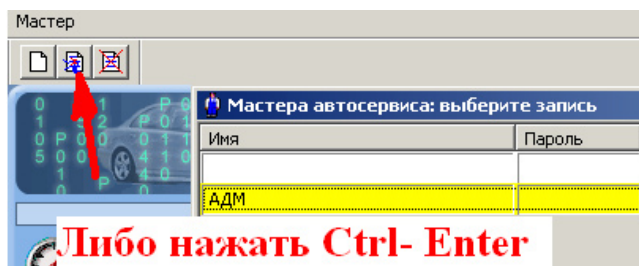 Мастер
Мастера автосервиса: выберите запись
Имя Пароль
АДМ
Либо нажать Ctrl- Enter